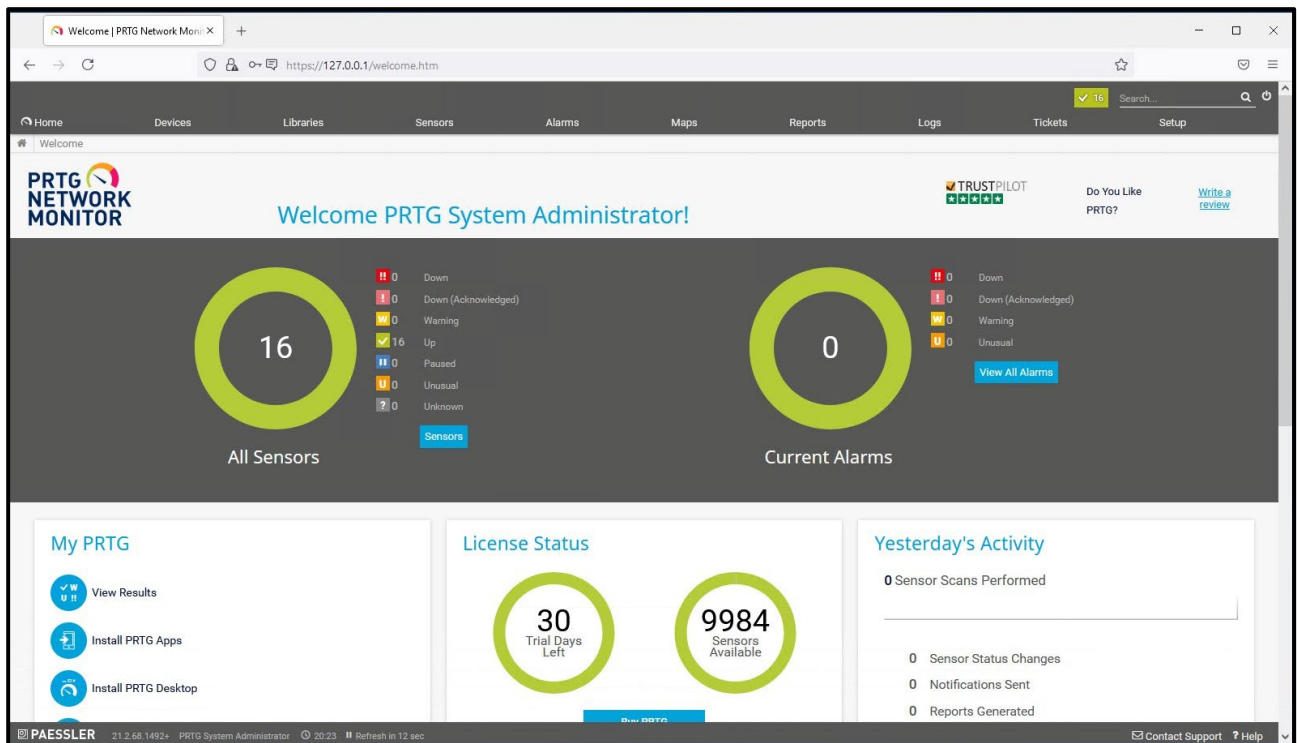 Welcome | PRTG Network Moni
https://127.0.0.1/welcome.htm
16 Search...
Home Devices Libraries Sensors Alarms Maps Reports Logs Tickets Setup
Welcome
PRTG
NETWORK
MONITOR
Welcome PRTG System Administrator!
TRUSTPILOT
Do You Like
PRTG?
Write a
review
16
All Sensors
!! 0 Down
! 0 Down (Acknowledged)
W 0 Warning
16 Up
0 Paused
U 0 Unusual
? 0 Unknown
Sensors
0
Current Alarms
!! 0 Down
! 0 Down (Acknowledged)
W 0 Warning
U 0 Unusual
View All Alarms
My PRTG
W
U !!
View Results
Install PRTG Apps
Install PRTG Desktop
License Status
30
Trial Days
Left
9984
Sensors
Available
Buy PRTG
Yesterday's Activity
0 Sensor Scans Performed
0 Sensor Status Changes
0 Notifications Sent
0 Reports Generated
PAESSLER 21.2.68.1492+ PRTG System Administrator 20:23 Refresh in 12 sec Contact Support ? Help